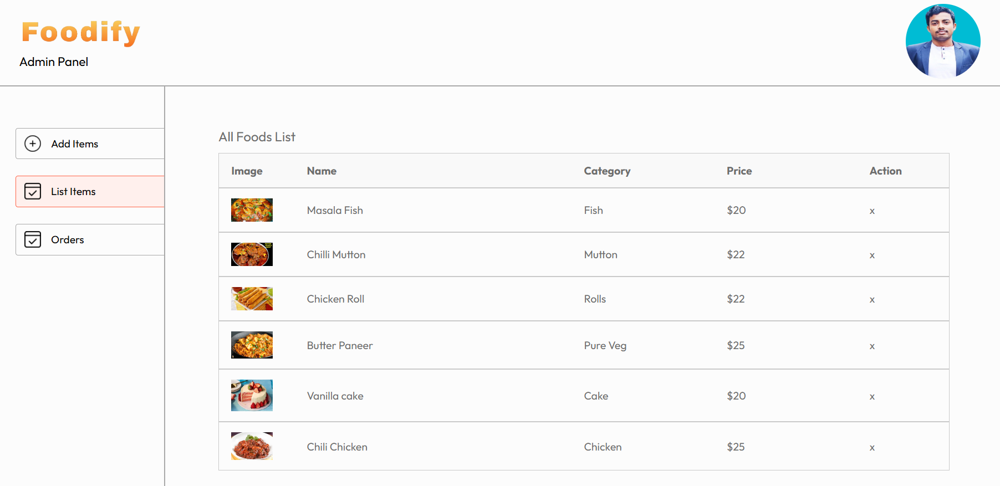 Foodify
Admin Panel
Add Items
List Items
Orders
All Foods List
Image Name Category Price Action
Masala Fish Fish $20 x
Chilli Mutton Mutton $22 x
Chicken Roll Rolls $22 x
Butter Paneer Pure Veg $25 x
Vanilla cake Cake $20 x
Chili Chicken Chicken $25 x